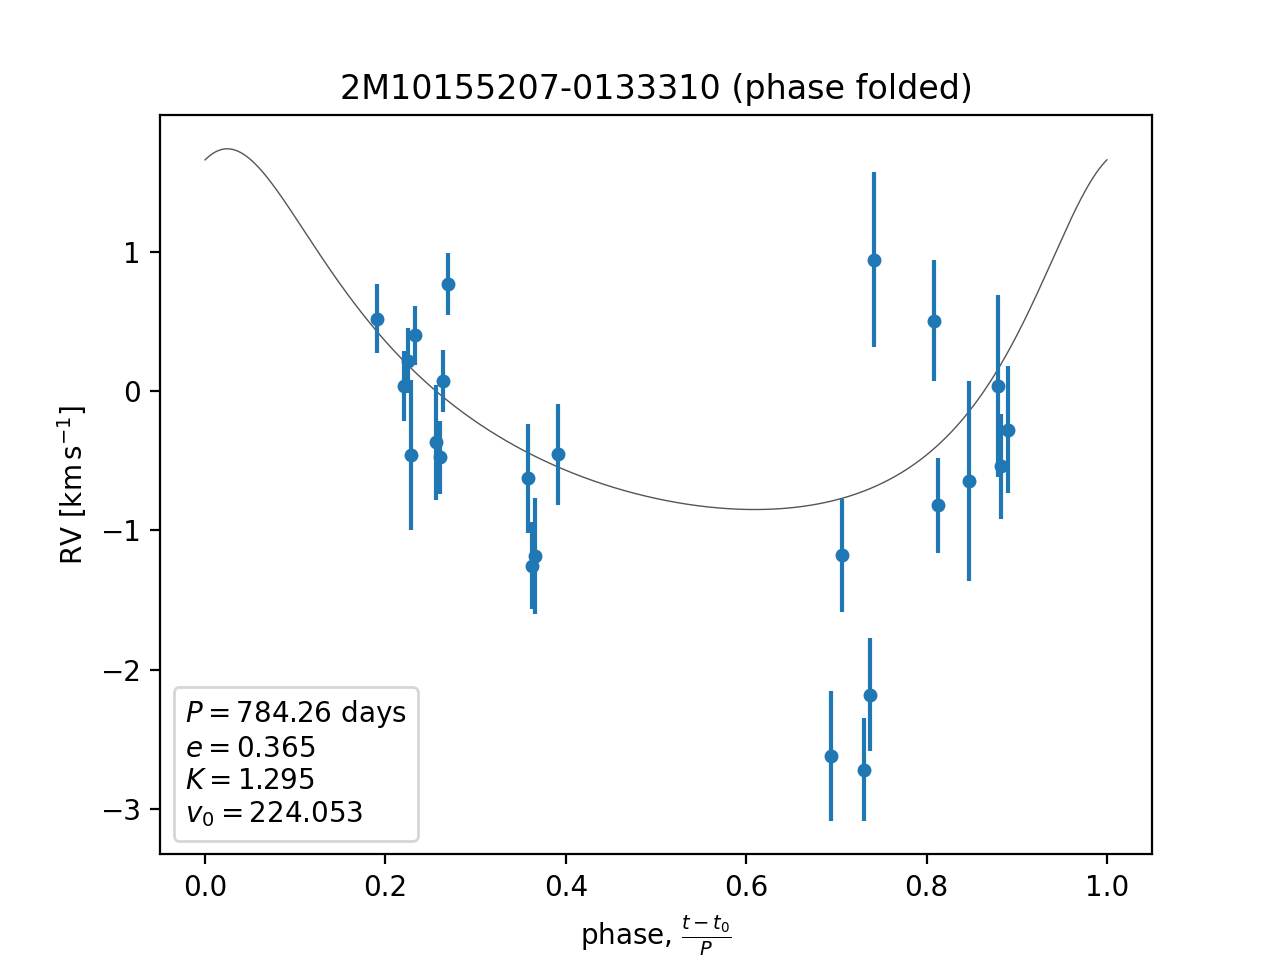 2M10155207-0133310 (phase folded)
RV [km s⁻¹]
1
0
−1
−2
−3
P = 784.26 days
e = 0.365
K = 1.295
v₀ = 224.053
0.0 0.2 0.4 0.6 0.8 1.0
phase, (t − t₀)/P